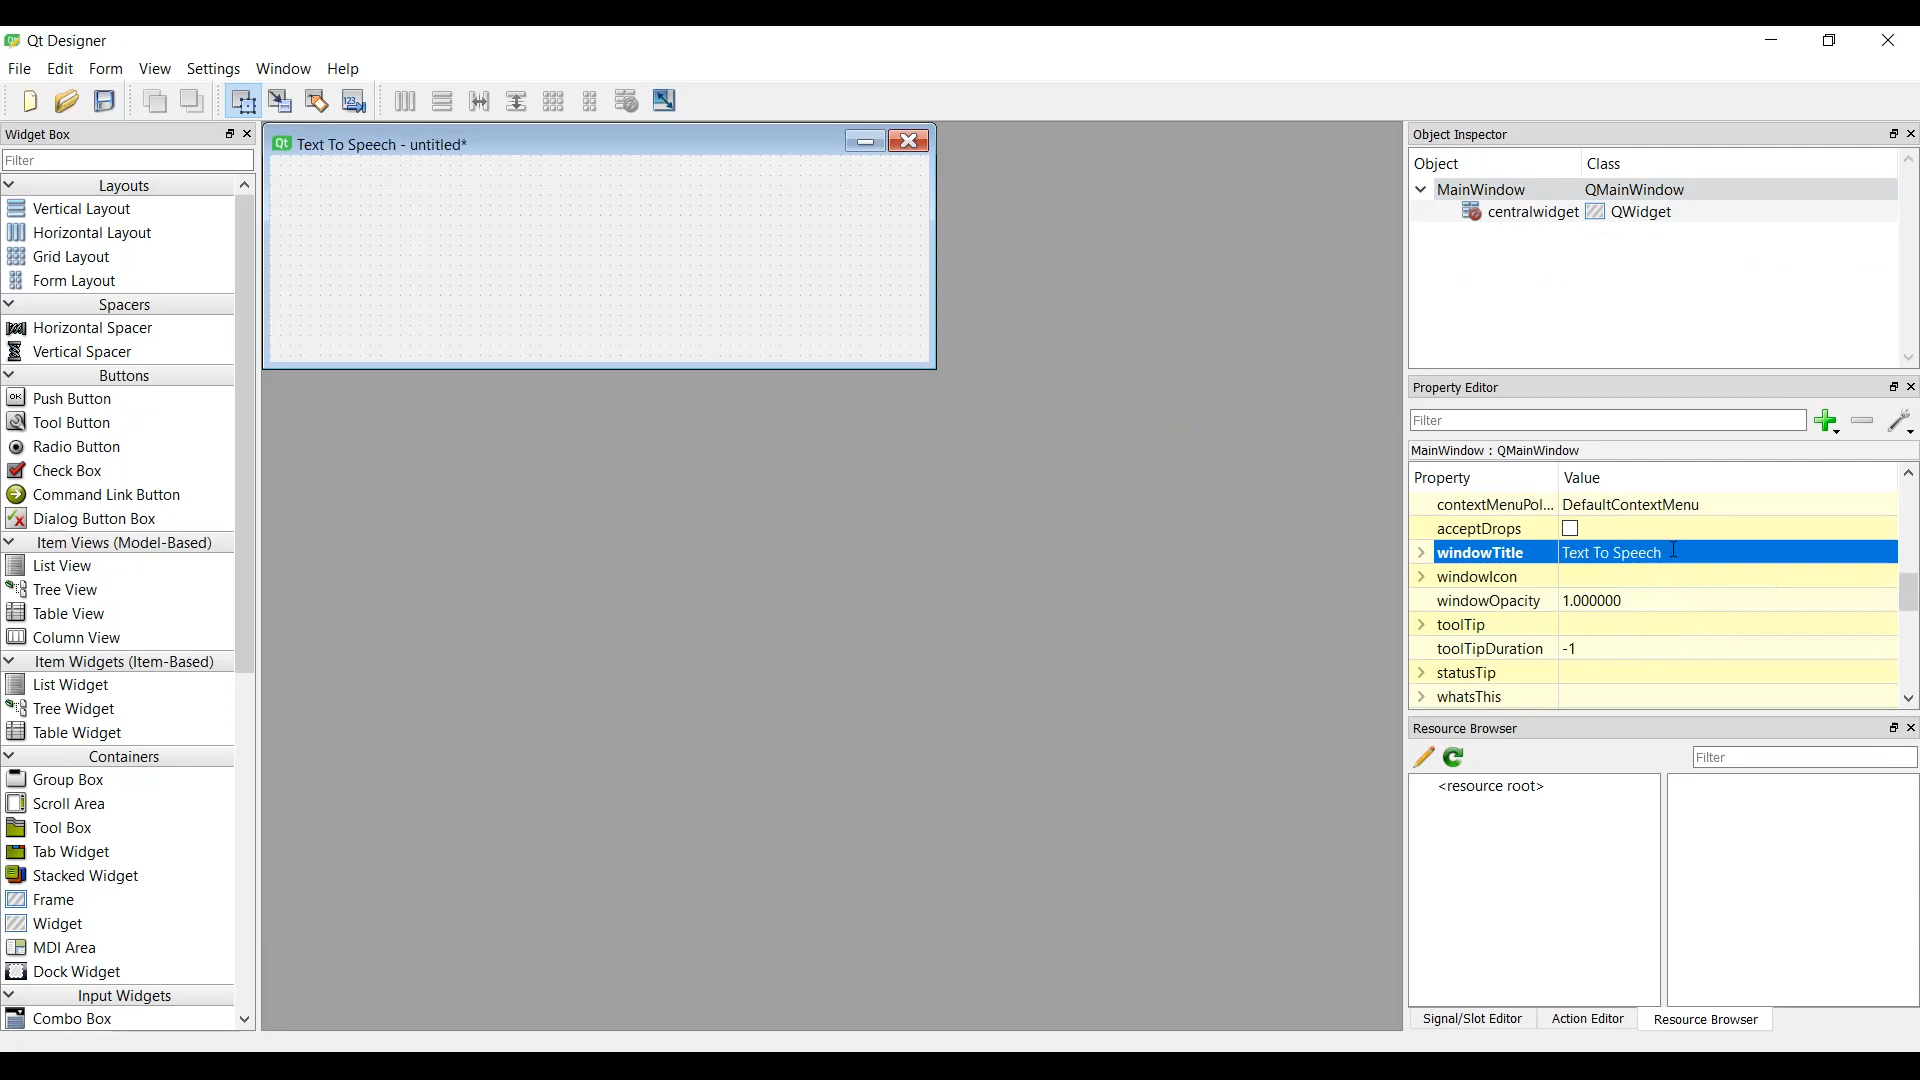 Qt Designer
File Edit Form View Settings Window Help
Widget Box
Filter
Layouts
Vertical Layout
Horizontal Layout
Grid Layout
Form Layout
Spacers
Horizontal Spacer
Vertical Spacer
Buttons
Push Button
Tool Button
Radio Button
Check Box
Command Link Button
Dialog Button Box
Item Views (Model-Based)
List View
Tree View
Table View
Column View
Item Widgets (Item-Based)
List Widget
Tree Widget
Table Widget
Containers
Group Box
Scroll Area
Tool Box
Tab Widget
Stacked Widget
Frame
Widget
MDI Area
Dock Widget
Input Widgets
Combo Box
Qt Text To Speech - untitled*
Object Inspector
Object Class
MainWindow QMainWindow
centralwidget QWidget
Property Editor
Filter
MainWindow : QMainWindow
Property Value
contextMenuPol... DefaultContextMenu
acceptDrops
windowTitle Text To Speech
windowIcon
windowOpacity 1.000000
toolTip
toolTipDuration -1
statusTip
whatsThis
Resource Browser
Filter
<resource root>
Signal/Slot Editor Action Editor Resource Browser